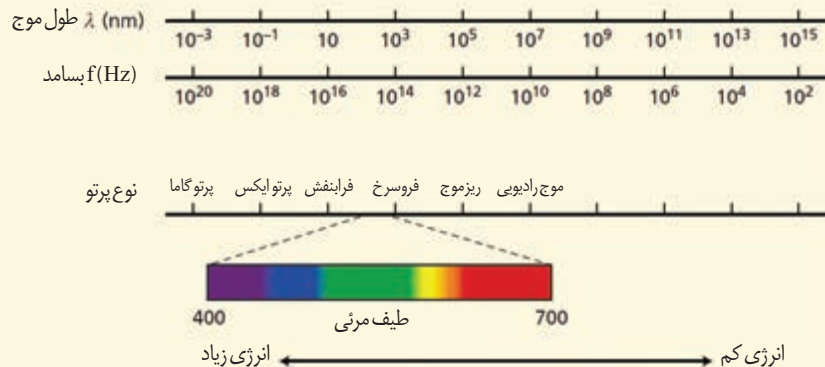 طول موج λ (nm)
10⁻³ 10⁻¹ 10 10³ 10⁵ 10⁷ 10⁹ 10¹¹ 10¹³ 10¹⁵
بسامد f (Hz)
10²⁰ 10¹⁸ 10¹⁶ 10¹⁴ 10¹² 10¹⁰ 10⁸ 10⁶ 10⁴ 10²
نوع پرتو
پرتو گاما پرتو ایکس فرابنفش فروسرخ ریزموج موج رادیویی
400 طیف مرئی 700
انرژی زیاد انرژی کم